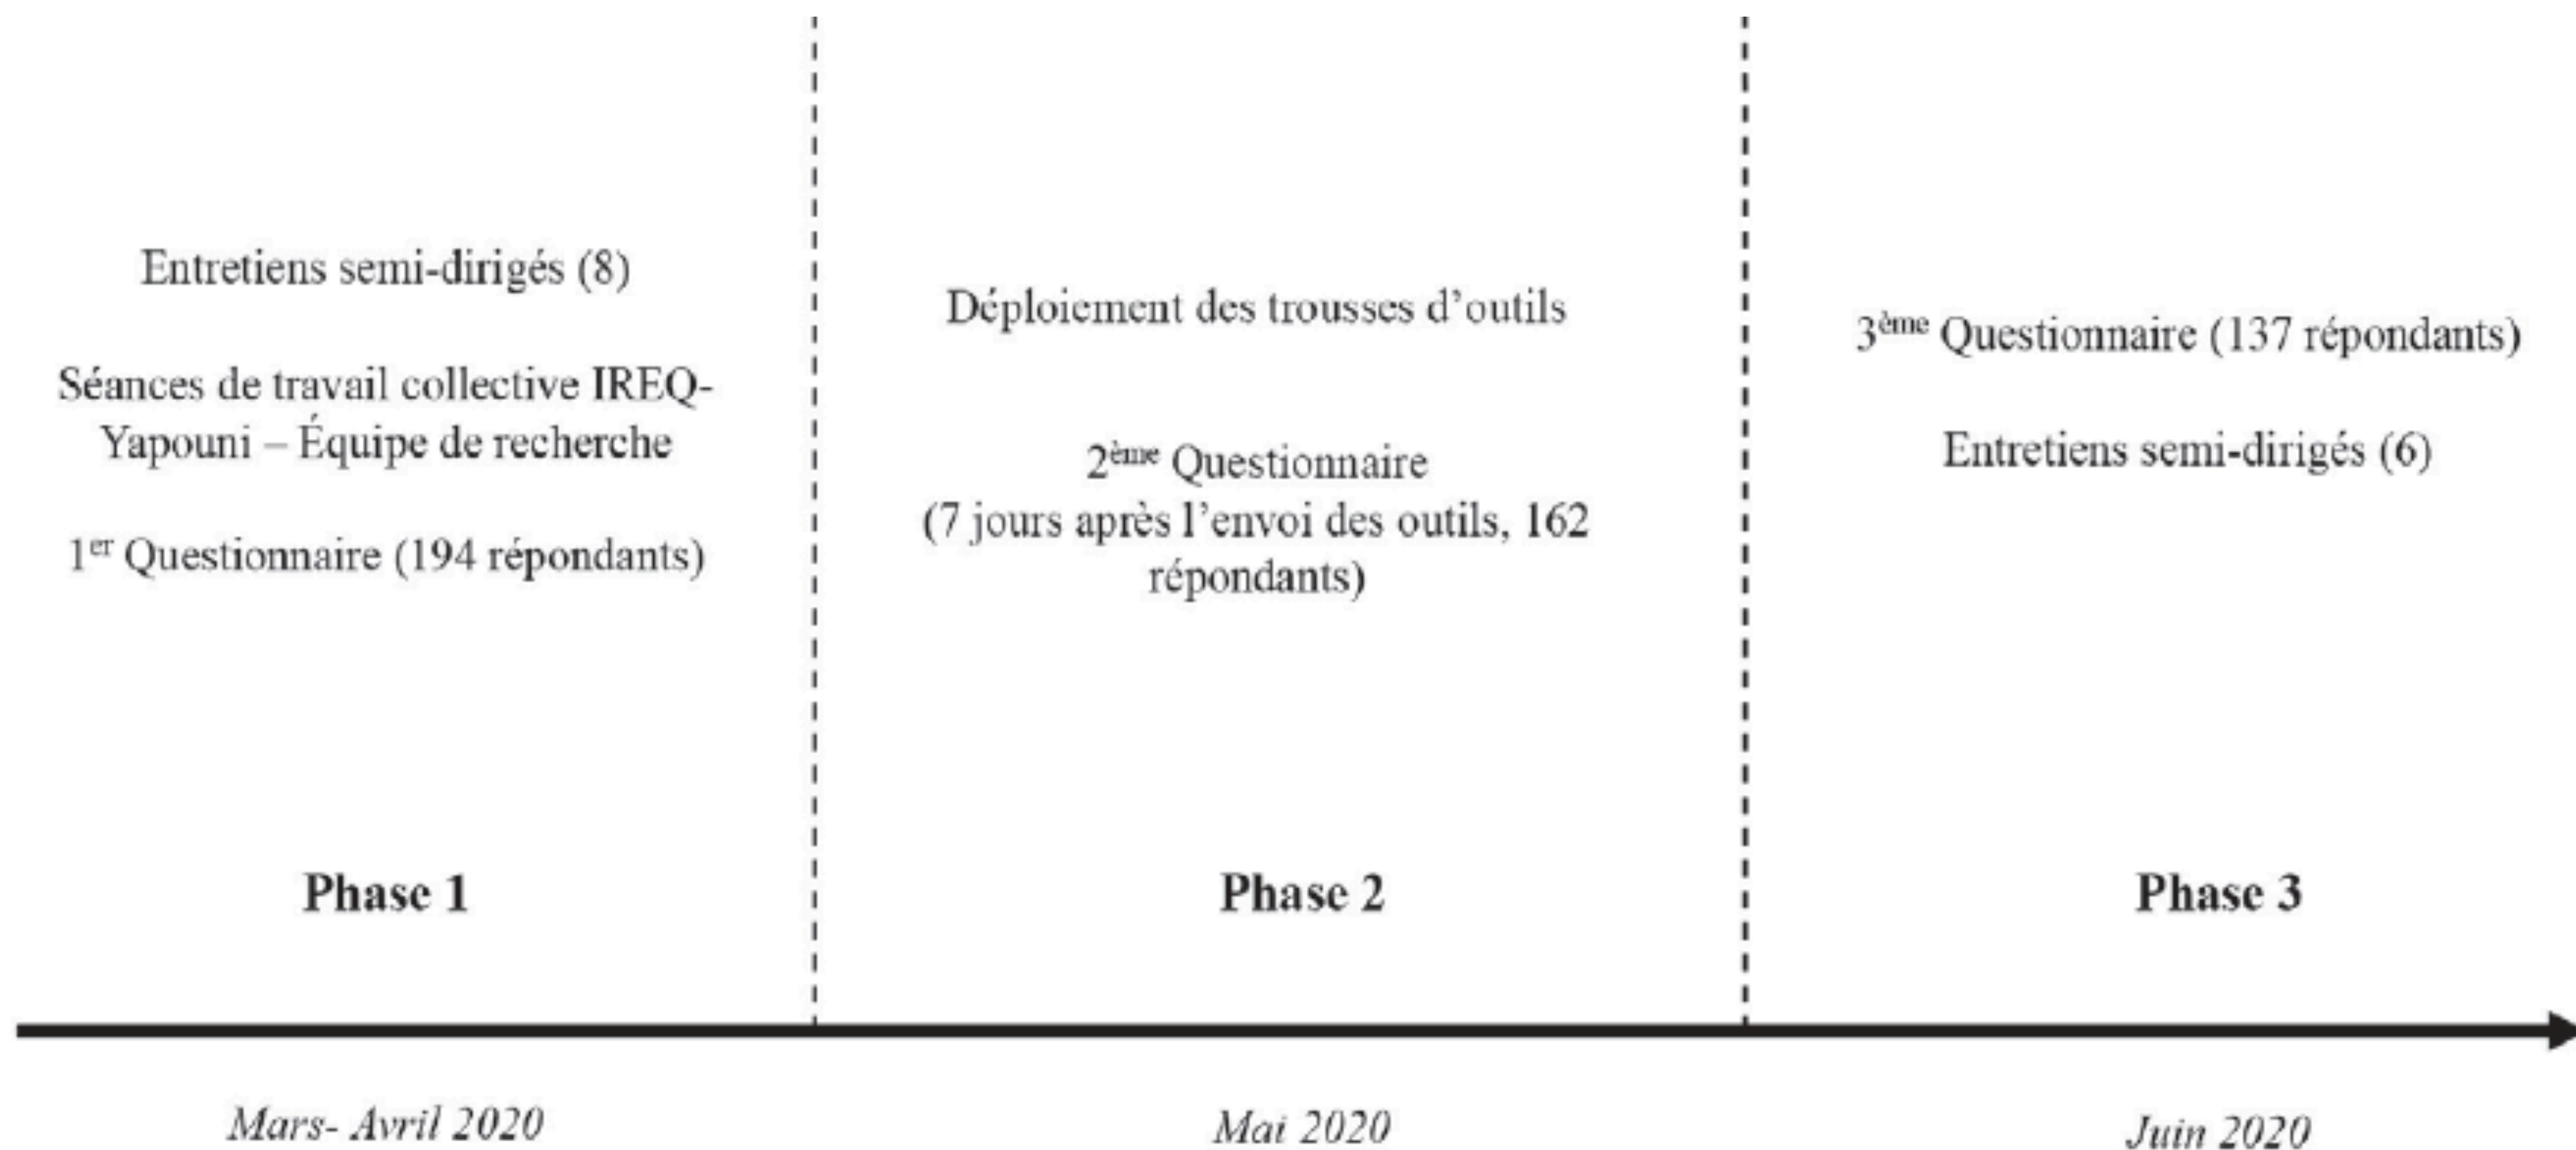 Entretiens semi-dirigés (8)
Séances de travail collective IREQ-
Yapouni – Équipe de recherche
1er Questionnaire (194 répondants)
Phase 1
Mars- Avril 2020
Déploiement des trousses d’outils
2ème Questionnaire
(7 jours après l’envoi des outils, 162
répondants)
Phase 2
Mai 2020
3ème Questionnaire (137 répondants)
Entretiens semi-dirigés (6)
Phase 3
Juin 2020